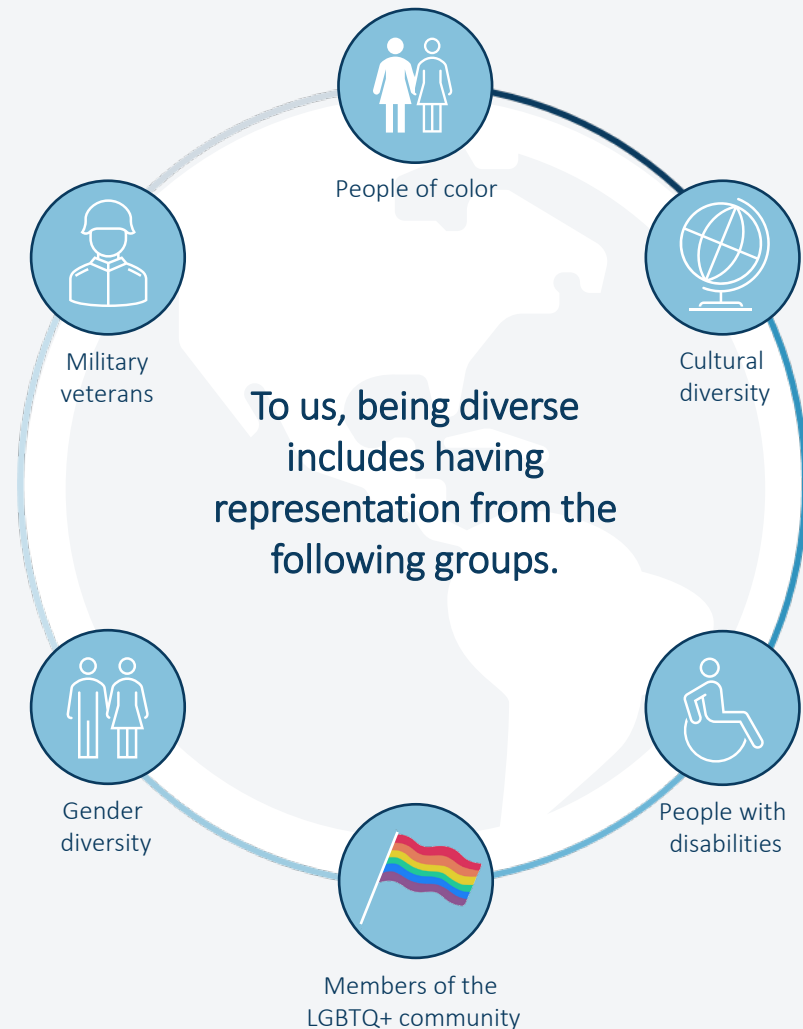 People of color
Military
veterans
Cultural
diversity
To us, being diverse
includes having
representation from the
following groups.
Gender
diversity
People with
disabilities
Members of the
LGBTQ+ community